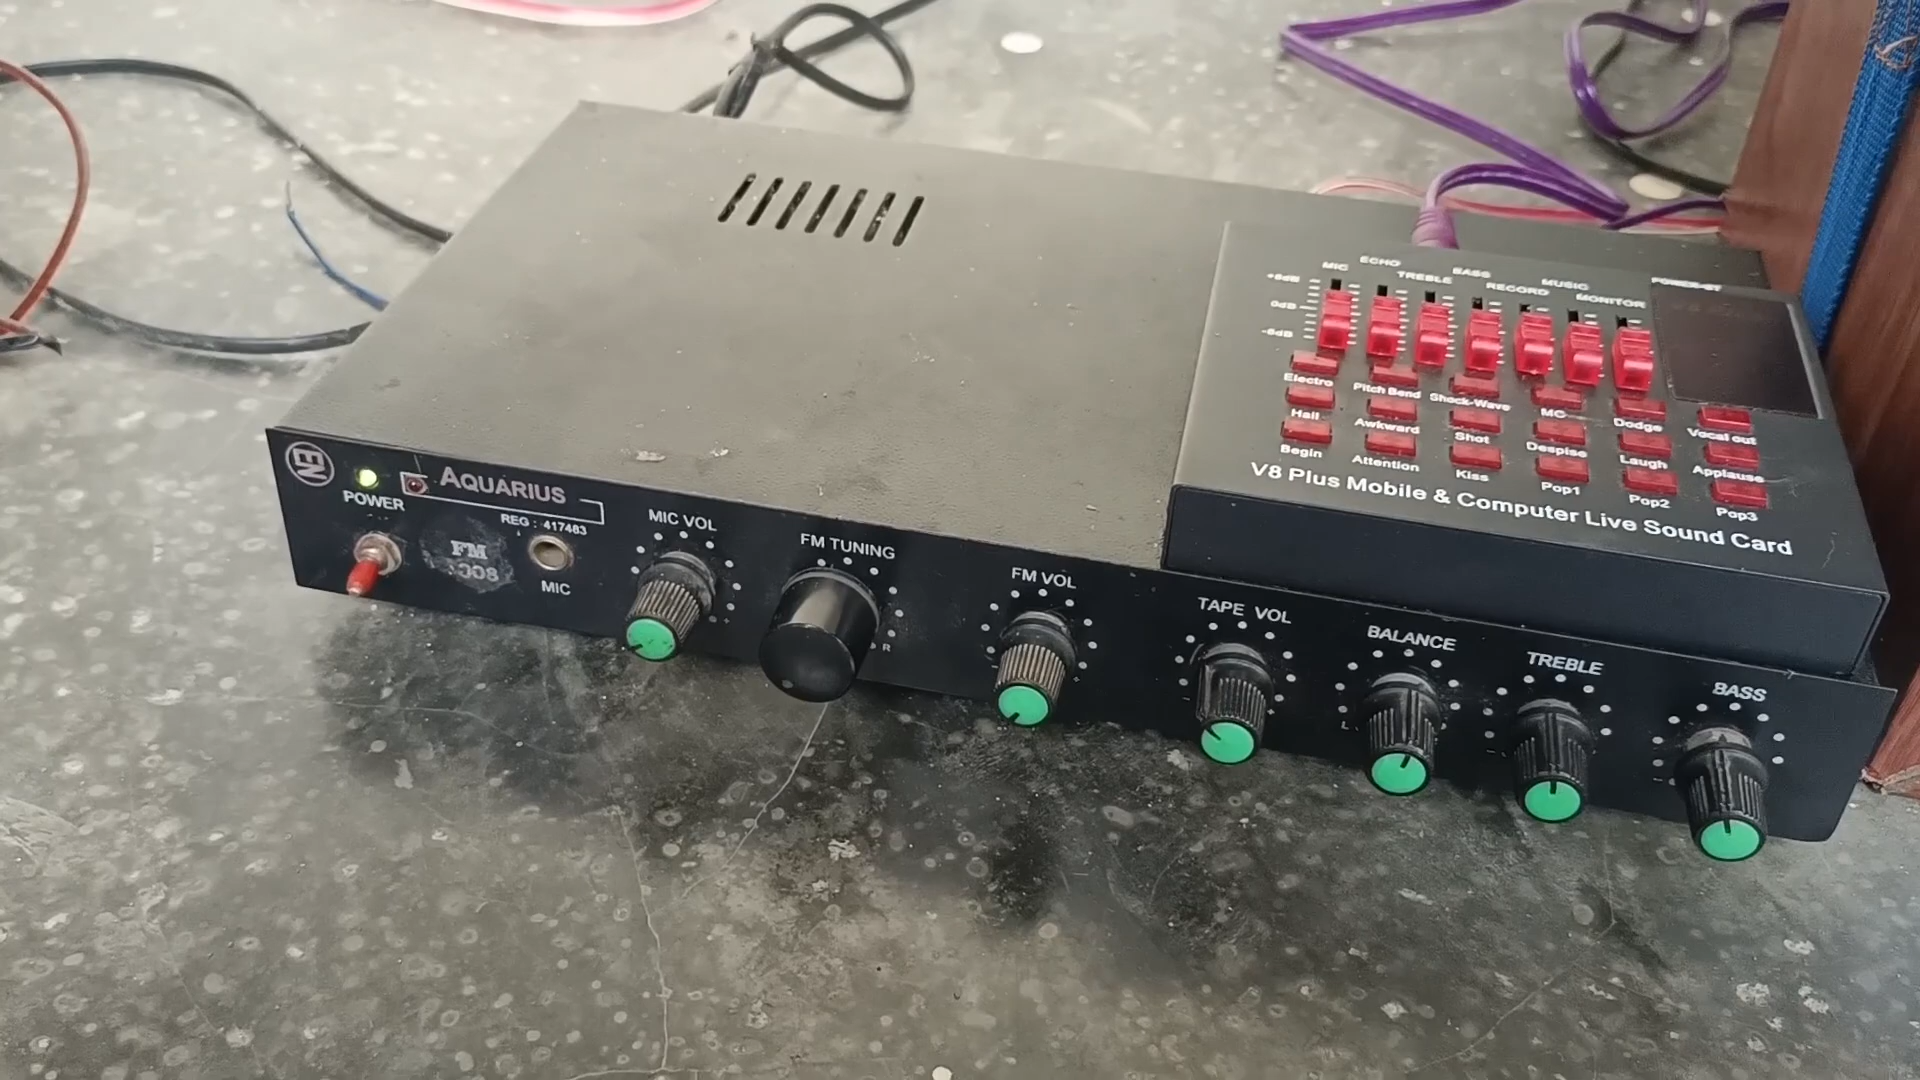 MIC
ECHO
TREBLE
BASS
RECORD
MUSIC
MONITOR
+6dB
0dB
-6dB
Electro
Pitch Bend
Shock-Wave
MC
Dodge
Vocal out
Hall
Awkward
Shot
Despise
Laugh
Applause
Begin
Attention
Kiss
Pop1
Pop2
Pop3
V8 Plus Mobile & Computer Live Sound Card
EN
POWER
AQUARIUS
REG : 417483
FM
MIC
MIC VOL
FM TUNING
R
FM VOL
TAPE VOL
BALANCE
L
TREBLE
BASS